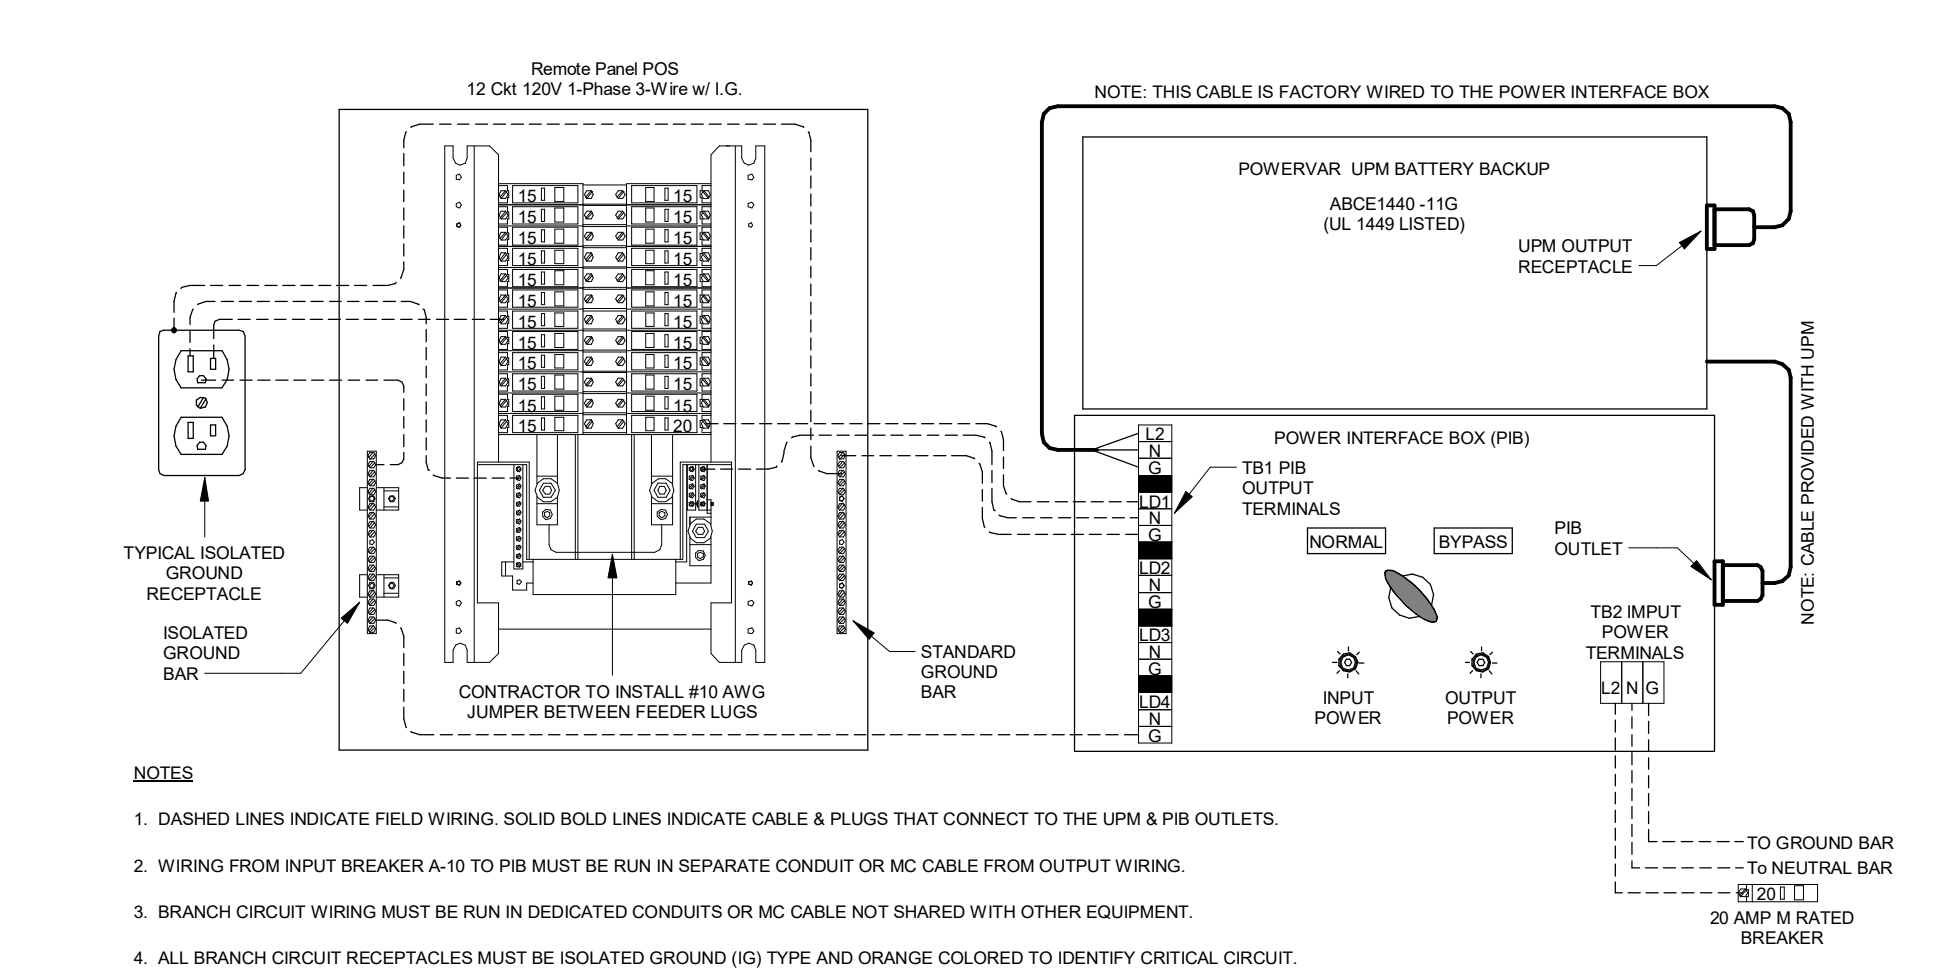 Remote Panel POS
12 Ckt 120V 1-Phase 3-Wire w/ I.G.
NOTE: THIS CABLE IS FACTORY WIRED TO THE POWER INTERFACE BOX
POWERVAR UPM BATTERY BACKUP
ABCE1440 -11G
(UL 1449 LISTED)
UPM OUTPUT
RECEPTACLE
NOTE: CABLE PROVIDED WITH UPM
15 15
15 15
15 15
15 15
15 15
15 15
15 15
15 15
15 15
15 15
15 15
15 20
TYPICAL ISOLATED
GROUND
RECEPTACLE
ISOLATED
GROUND
BAR
CONTRACTOR TO INSTALL #10 AWG
JUMPER BETWEEN FEEDER LUGS
STANDARD
GROUND
BAR
POWER INTERFACE BOX (PIB)
L2
N
G
LD1
N
G
LD2
N
G
LD3
N
G
LD4
N
G
TB1 PIB
OUTPUT
TERMINALS
NORMAL
BYPASS
PIB
OUTLET
INPUT
POWER
OUTPUT
POWER
TB2 IMPUT
POWER
TERMINALS
L2 N G
TO GROUND BAR
To NEUTRAL BAR
20
20 AMP M RATED
BREAKER
NOTES
1. DASHED LINES INDICATE FIELD WIRING. SOLID BOLD LINES INDICATE CABLE & PLUGS THAT CONNECT TO THE UPM & PIB OUTLETS.
2. WIRING FROM INPUT BREAKER A-10 TO PIB MUST BE RUN IN SEPARATE CONDUIT OR MC CABLE FROM OUTPUT WIRING.
3. BRANCH CIRCUIT WIRING MUST BE RUN IN DEDICATED CONDUITS OR MC CABLE NOT SHARED WITH OTHER EQUIPMENT.
4. ALL BRANCH CIRCUIT RECEPTACLES MUST BE ISOLATED GROUND (IG) TYPE AND ORANGE COLORED TO IDENTIFY CRITICAL CIRCUIT.